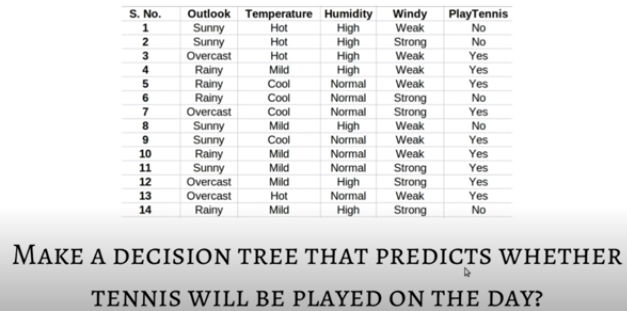 S. No. Outlook Temperature Humidity Windy PlayTennis
1 Sunny Hot High Weak No
2 Sunny Hot High Strong No
3 Overcast Hot High Weak Yes
4 Rainy Mild High Weak Yes
5 Rainy Cool Normal Weak Yes
6 Rainy Cool Normal Strong No
7 Overcast Cool Normal Strong Yes
8 Sunny Mild High Weak No
9 Sunny Cool Normal Weak Yes
10 Rainy Mild Normal Weak Yes
11 Sunny Mild Normal Strong Yes
12 Overcast Mild High Strong Yes
13 Overcast Hot Normal Weak Yes
14 Rainy Mild High Strong No
MAKE A DECISION TREE THAT PREDICTS WHETHER
TENNIS WILL BE PLAYED ON THE DAY?